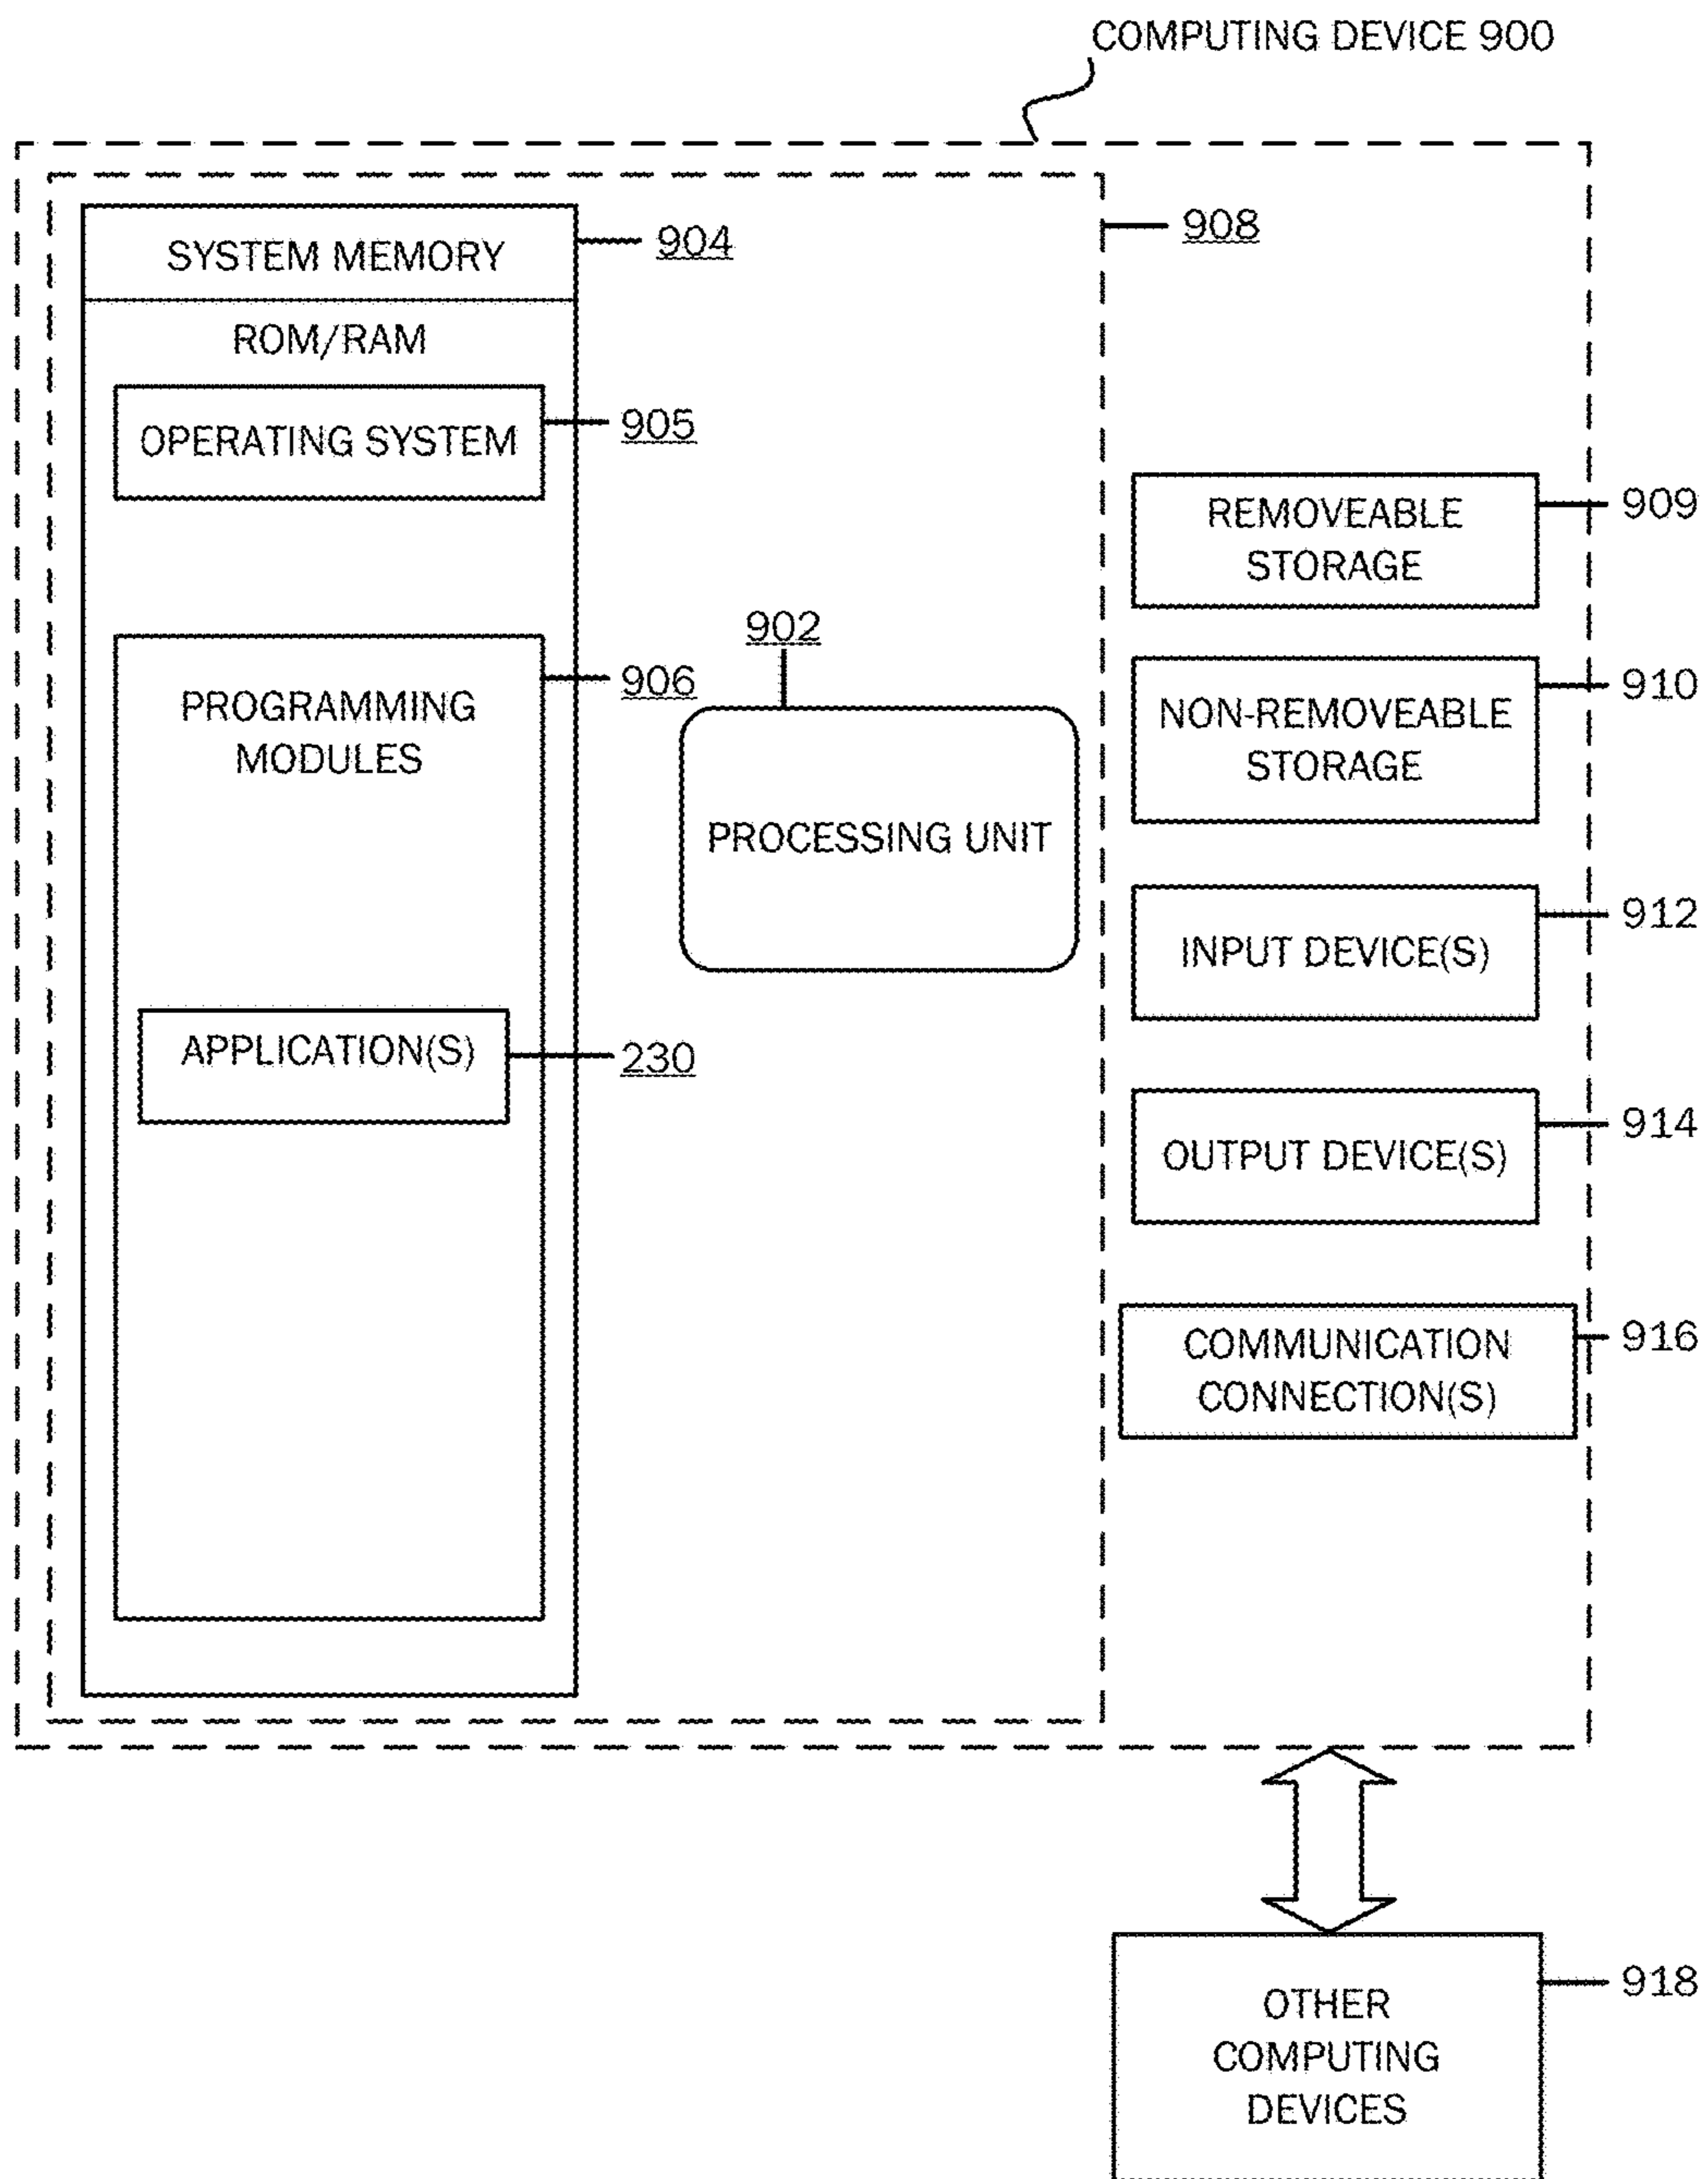 COMPUTING DEVICE 900
908
SYSTEM MEMORY
904
ROM/RAM
OPERATING SYSTEM
905
PROGRAMMING
MODULES
906
APPLICATION(S)
230
902
PROCESSING UNIT
REMOVEABLE
STORAGE
909
NON-REMOVEABLE
STORAGE
910
INPUT DEVICE(S)
912
OUTPUT DEVICE(S)
914
COMMUNICATION
CONNECTION(S)
916
OTHER
COMPUTING
DEVICES
918